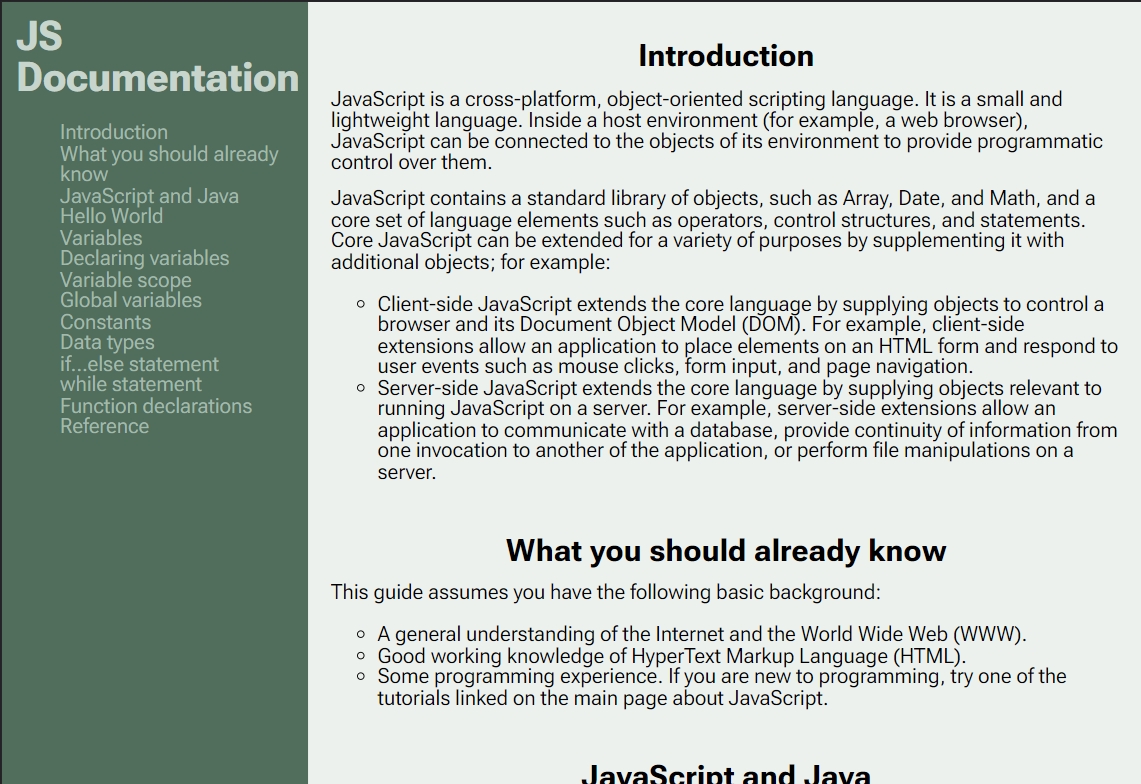 JS
Documentation
Introduction
What you should already
know
JavaScript and Java
Hello World
Variables
Declaring variables
Variable scope
Global variables
Constants
Data types
if...else statement
while statement
Function declarations
Reference
Introduction
JavaScript is a cross-platform, object-oriented scripting language. It is a small and
lightweight language. Inside a host environment (for example, a web browser),
JavaScript can be connected to the objects of its environment to provide programmatic
control over them.
JavaScript contains a standard library of objects, such as Array, Date, and Math, and a
core set of language elements such as operators, control structures, and statements.
Core JavaScript can be extended for a variety of purposes by supplementing it with
additional objects; for example:
Client-side JavaScript extends the core language by supplying objects to control a
browser and its Document Object Model (DOM). For example, client-side
extensions allow an application to place elements on an HTML form and respond to
user events such as mouse clicks, form input, and page navigation.
Server-side JavaScript extends the core language by supplying objects relevant to
running JavaScript on a server. For example, server-side extensions allow an
application to communicate with a database, provide continuity of information from
one invocation to another of the application, or perform file manipulations on a
server.
What you should already know
This guide assumes you have the following basic background:
A general understanding of the Internet and the World Wide Web (WWW).
Good working knowledge of HyperText Markup Language (HTML).
Some programming experience. If you are new to programming, try one of the
tutorials linked on the main page about JavaScript.
JavaScript and Java